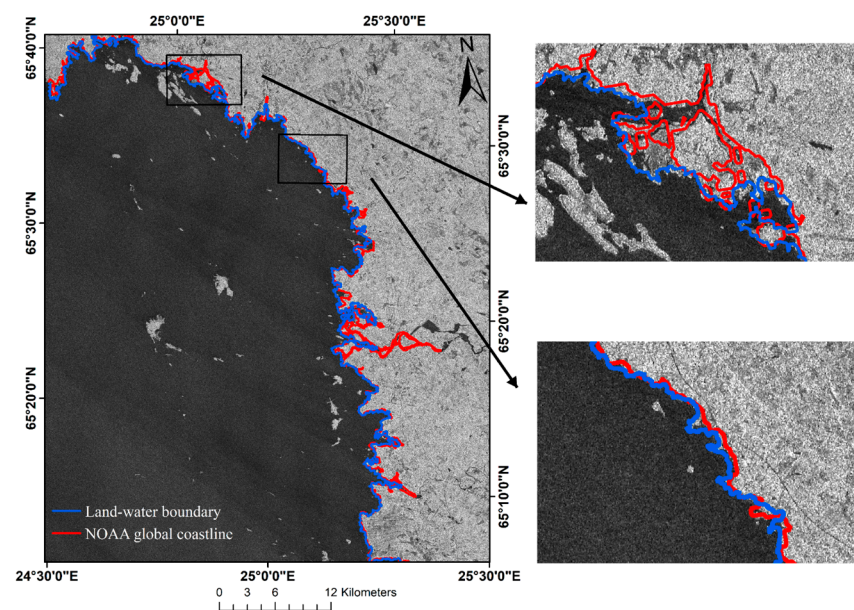 25°0'0"E
25°30'0"E
65°40'0"N
N
65°30'0"N
65°30'0"N
65°20'0"N
65°20'0"N
65°10'0"N
Land-water boundary
NOAA global coastline
24°30'0"E
25°0'0"E
25°30'0"E
0 3 6 12 Kilometers